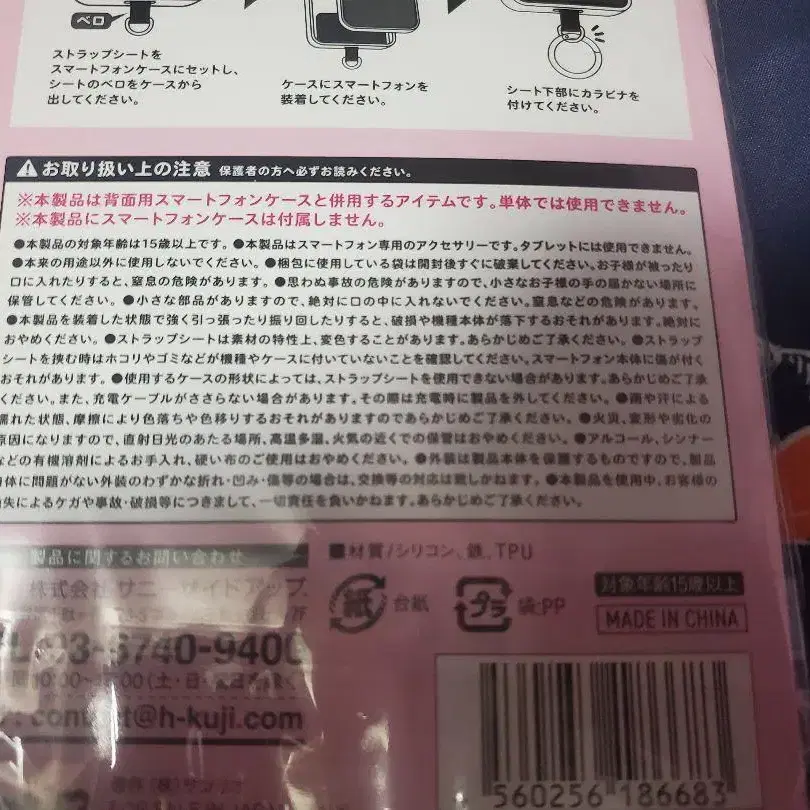 ベロ
ストラップシートを
スマートフォンケースにセットし、
シートのベロをケースから
出してください。
ケースにスマートフォンを
装着してください。
シート下部にカラビナを
付けてください。
お取り扱い上の注意 保護者の方へ必ずお読みください。
※本製品は背面用スマートフォンケースと併用するアイテムです。単体では使用できません。
※本製品にスマートフォンケースは付属しません。
●本製品の対象年齢は15歳以上です。●本製品はスマートフォン専用のアクセサリーです。タブレットには使用できません。
●本来の用途以外に使用しないでください。●梱包に使用している袋は開封後すぐに破棄してください。お子様が被ったり
口に入れたりすると、窒息の危険があります。●思わぬ事故の危険がありますので、小さなお子様の手の届かない場所に
保管してください。●小さな部品がありますので、絶対に口の中に入れないでください。窒息などの危険があります。
●本製品を装着した状態で強く引っ張ったり振り回したりすると、破損や機種本体が落下するおそれがあります。絶対に
おやめください。●ストラップシートは素材の特性上、変色することがあります。あらかじめご了承ください。●ストラップ
シートを挟む時はホコリやゴミなどが機種やケースに付いていないことを確認してください。スマートフォン本体に傷が付く
おそれがあります。●使用するケースの形状によっては、ストラップシートを使用できない場合があります。あらかじめご了承
ください。また、充電ケーブルがささらない場合があります。その際は充電時に製品を外してください。●雨や汗による
濡れた状態、摩擦により色落ちや色移りするおそれがありますのであらかじめご了承ください。●火災、変形や劣化の
原因になりますので、直射日光のあたる場所、高温多湿、火気の近くでの保管はおやめください。●アルコール、シンナー
などの有機溶剤によるお手入れ、硬い布のご使用はおやめください。●外装は製品本体を保護するものですので、製品
自体に問題がない外装のわずかな折れ・凹み・傷等の場合は、交換等の対応は致しかねます。●本製品を使用中、お客様の
過失によるケガや事故・破損等につきまして、一切責任を負いかねます。あらかじめご了承ください。
製品に関するお問い合わせ
■材質/シリコン、鉄、TPU
株式会社
紙 台紙
プラ 袋:PP
対象年齢15歳以上
MADE IN CHINA
3-6740-9400
(土・日・
@h-kuji.com
560256 186683